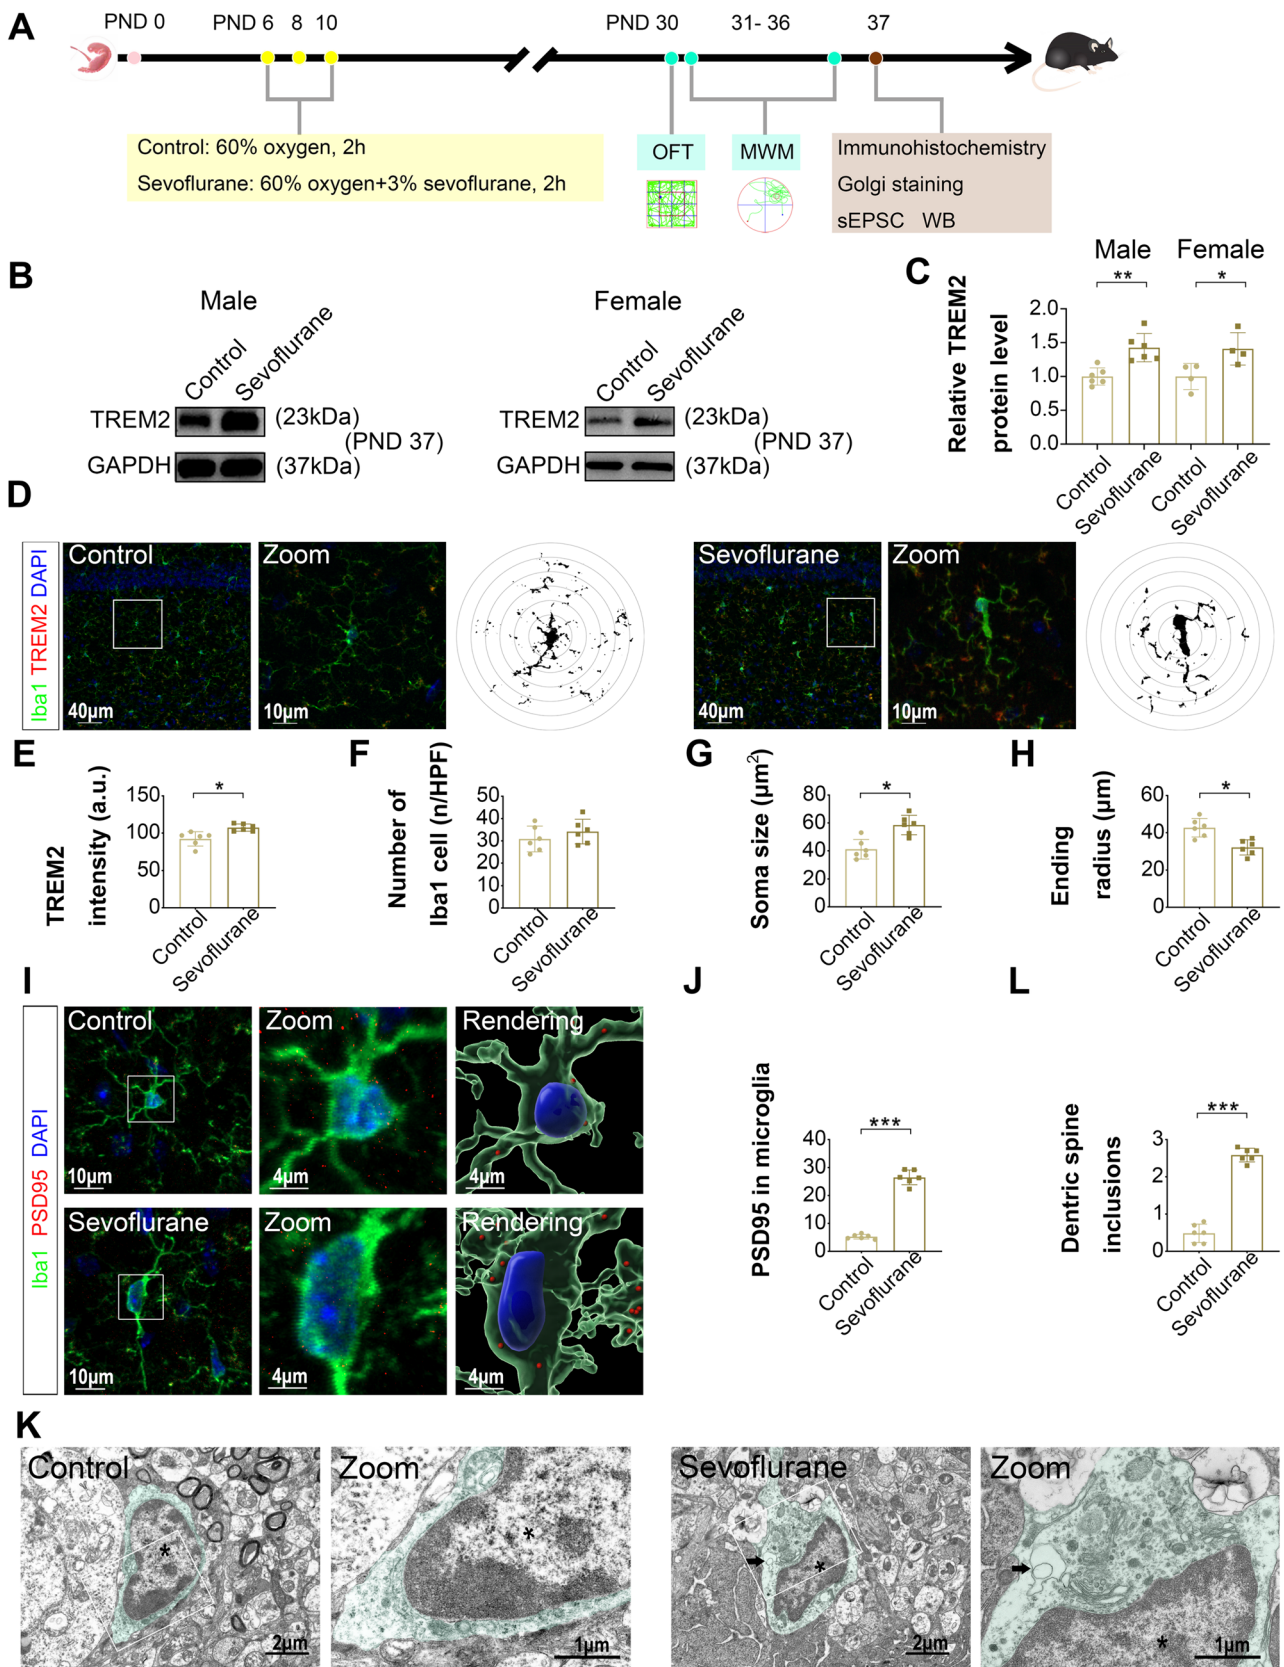 A
PND 0
PND 6
8
10
PND 30
31- 36
37
Control: 60% oxygen, 2h
Sevoflurane: 60% oxygen+3% sevoflurane, 2h
OFT
MWM
Immunohistochemistry
Golgi staining
sEPSC WB
B
Male
Control
Sevoflurane
TREM2
(23kDa)
(PND 37)
GAPDH
(37kDa)
Female
Control
Sevoflurane
TREM2
(23kDa)
(PND 37)
GAPDH
(37kDa)
C
Male
Female
**
*
Relative TREM2
protein level
2.0
1.5
1.0
0.5
0.0
Control
Sevoflurane
Control
Sevoflurane
D
Iba1 TREM2 DAPI
Control
40µm
Zoom
10µm
Sevoflurane
40µm
Zoom
10µm
E
TREM2
intensity (a.u.)
*
150
100
50
0
Control
Sevoflurane
F
Number of
Iba1 cell (n/HPF)
50
40
30
20
10
0
Control
Sevoflurane
G
Soma size (µm²)
*
80
60
40
20
0
Control
Sevoflurane
H
Ending
radius (µm)
*
60
40
20
0
Control
Sevoflurane
I
Iba1 PSD95 DAPI
Control
10µm
Zoom
4µm
Rendering
4µm
Sevoflurane
10µm
Zoom
4µm
Rendering
4µm
J
PSD95 in microglia
***
40
30
20
10
0
Control
Sevoflurane
L
Dentric spine
inclusions
***
3
2
1
0
Control
Sevoflurane
K
Control
*
2µm
Zoom
*
1µm
Sevoflurane
*
2µm
Zoom
*
1µm